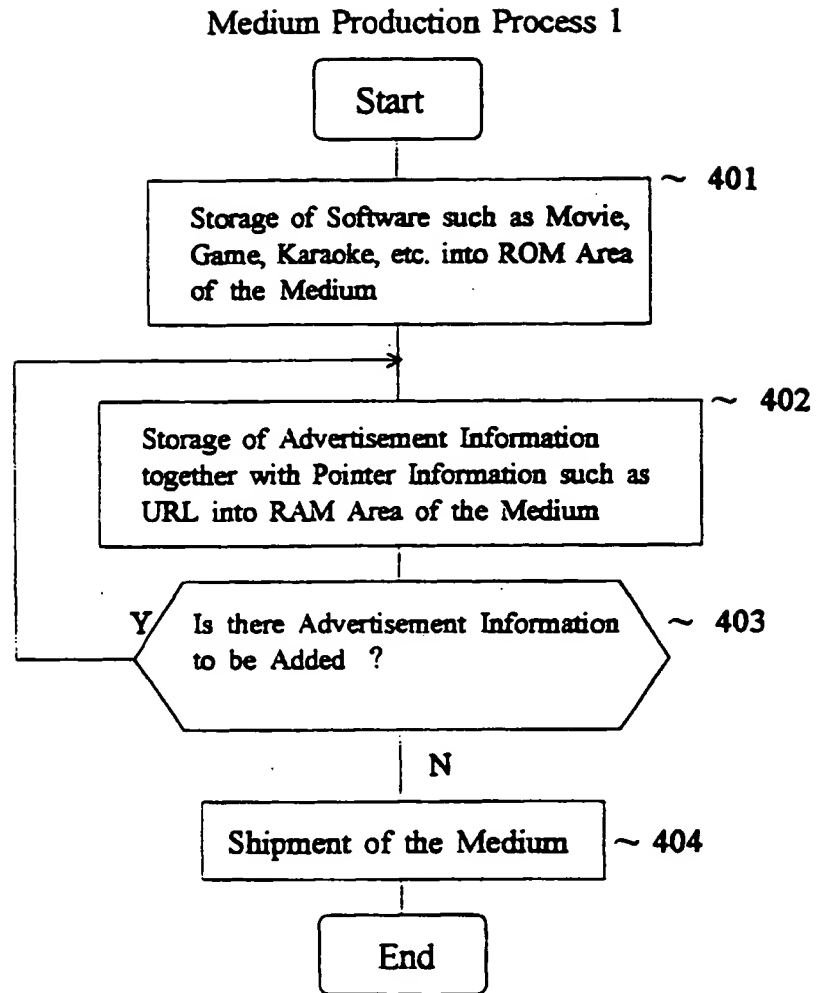 Medium Production Process 1
Start
~ 401
Storage of Software such as Movie,
Game, Karaoke, etc. into ROM Area
of the Medium
~ 402
Storage of Advertisement Information
together with Pointer Information such as
URL into RAM Area of the Medium
Y
Is there Advertisement Information
to be Added ?
~ 403
N
Shipment of the Medium
~ 404
End